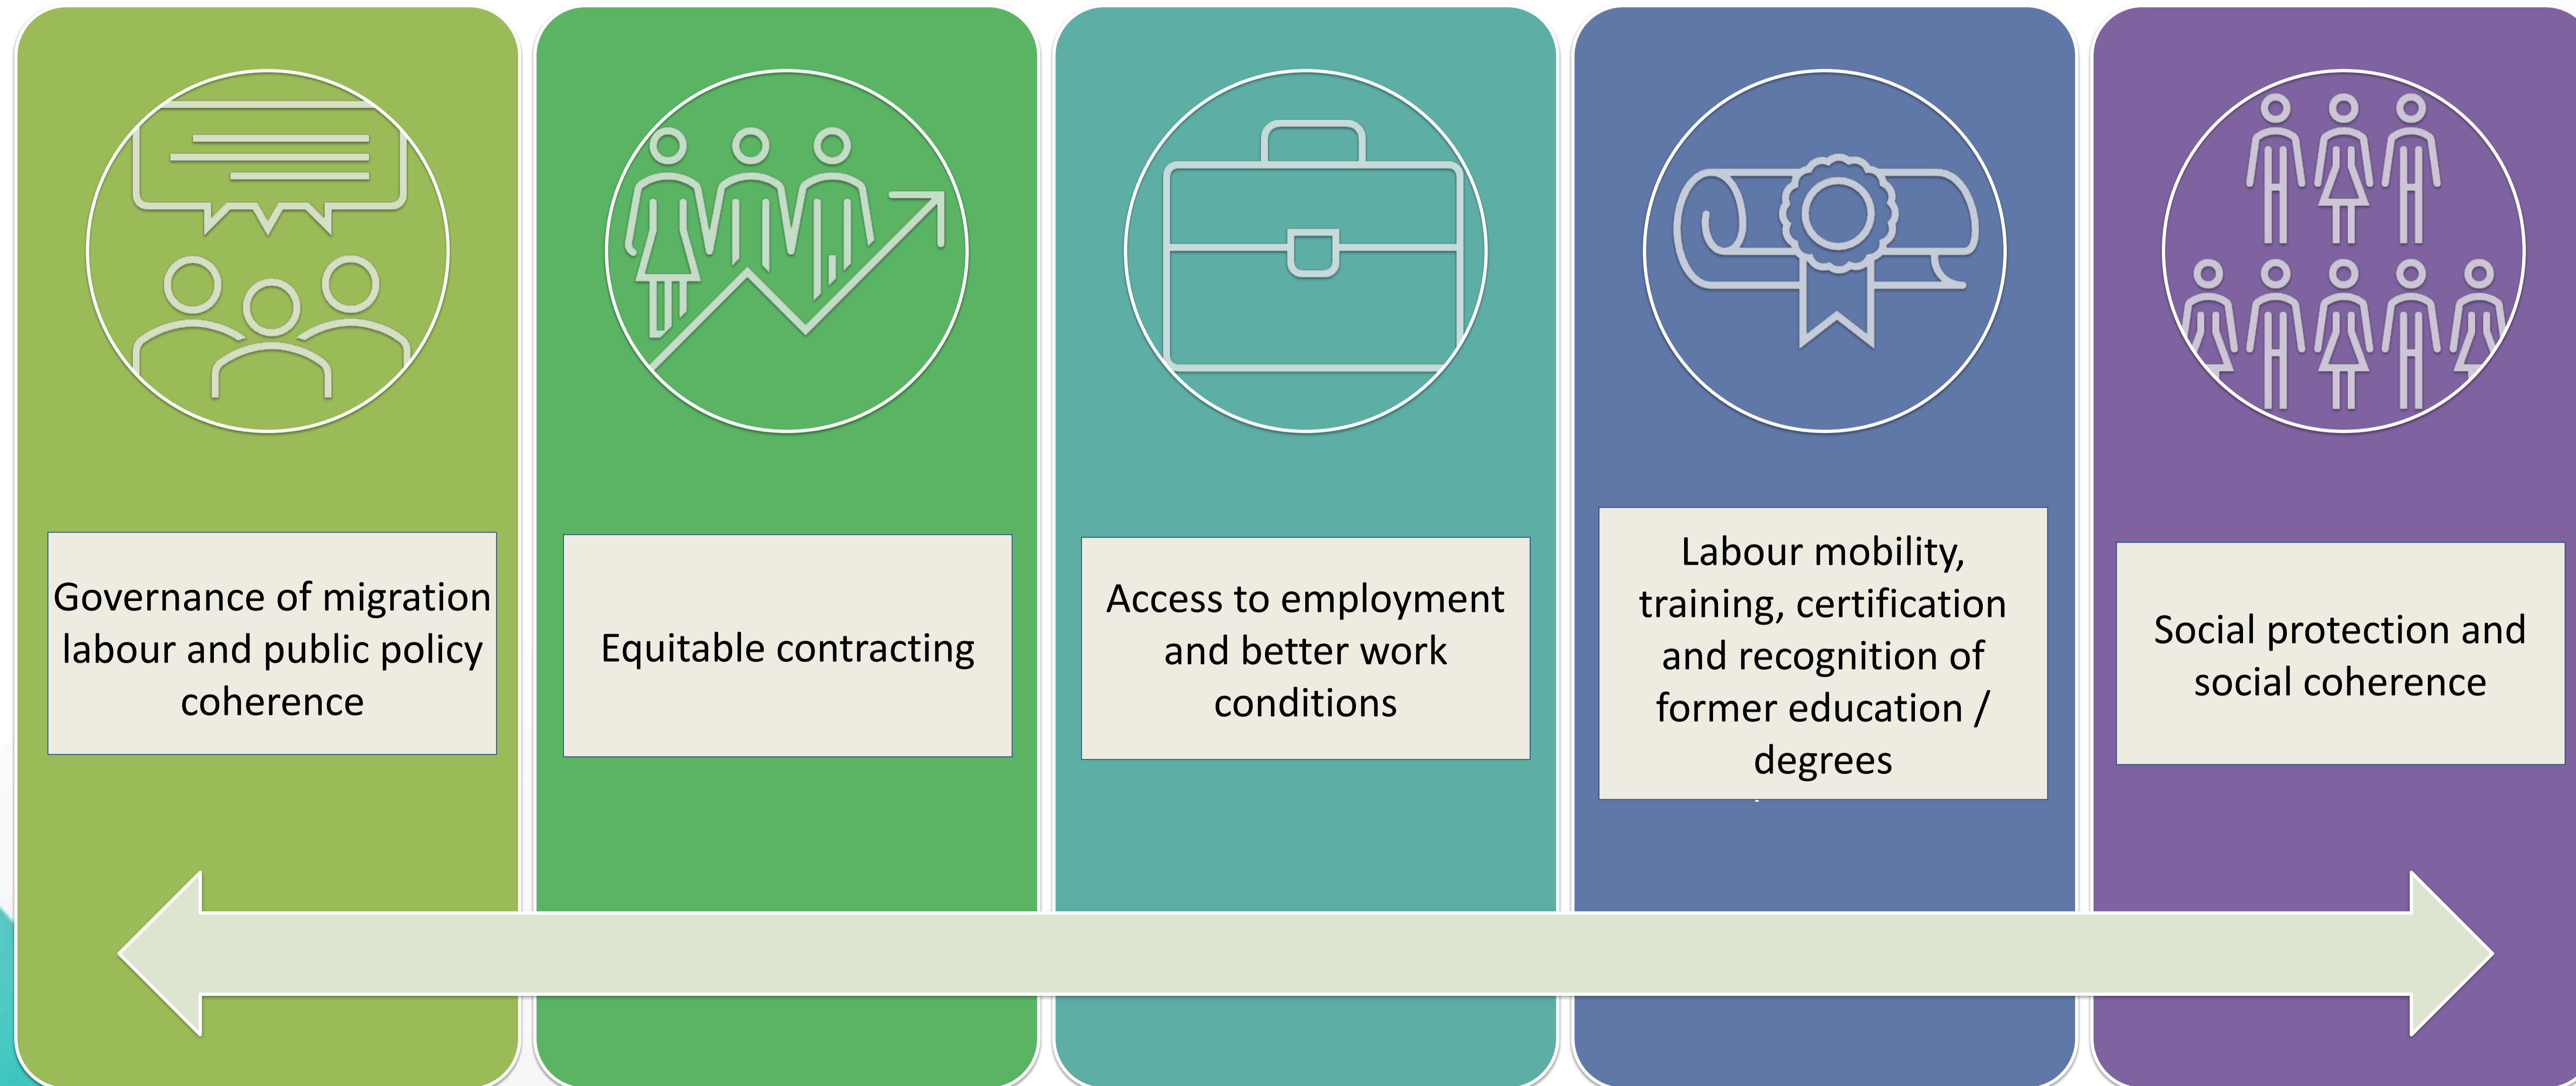 Governance of migration
labour and public policy
coherence
Equitable contracting
Access to employment
and better work
conditions
Labour mobility,
training, certification
and recognition of
former education /
degrees
Social protection and
social coherence